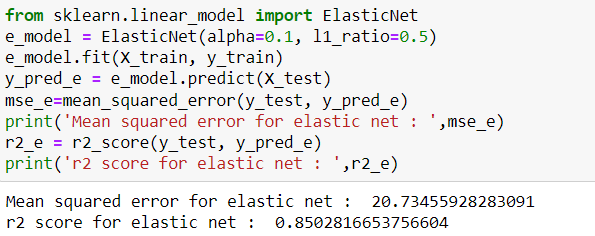 from sklearn.linear_model import ElasticNet
e_model = ElasticNet(alpha=0.1, l1_ratio=0.5)
e_model.fit(X_train, y_train)
y_pred_e = e_model.predict(X_test)
mse_e=mean_squared_error(y_test, y_pred_e)
print('Mean squared error for elastic net : ',mse_e)
r2_e = r2_score(y_test, y_pred_e)
print('r2 score for elastic net : ',r2_e)
Mean squared error for elastic net :  20.73455928283091
r2 score for elastic net :  0.8502816653756604